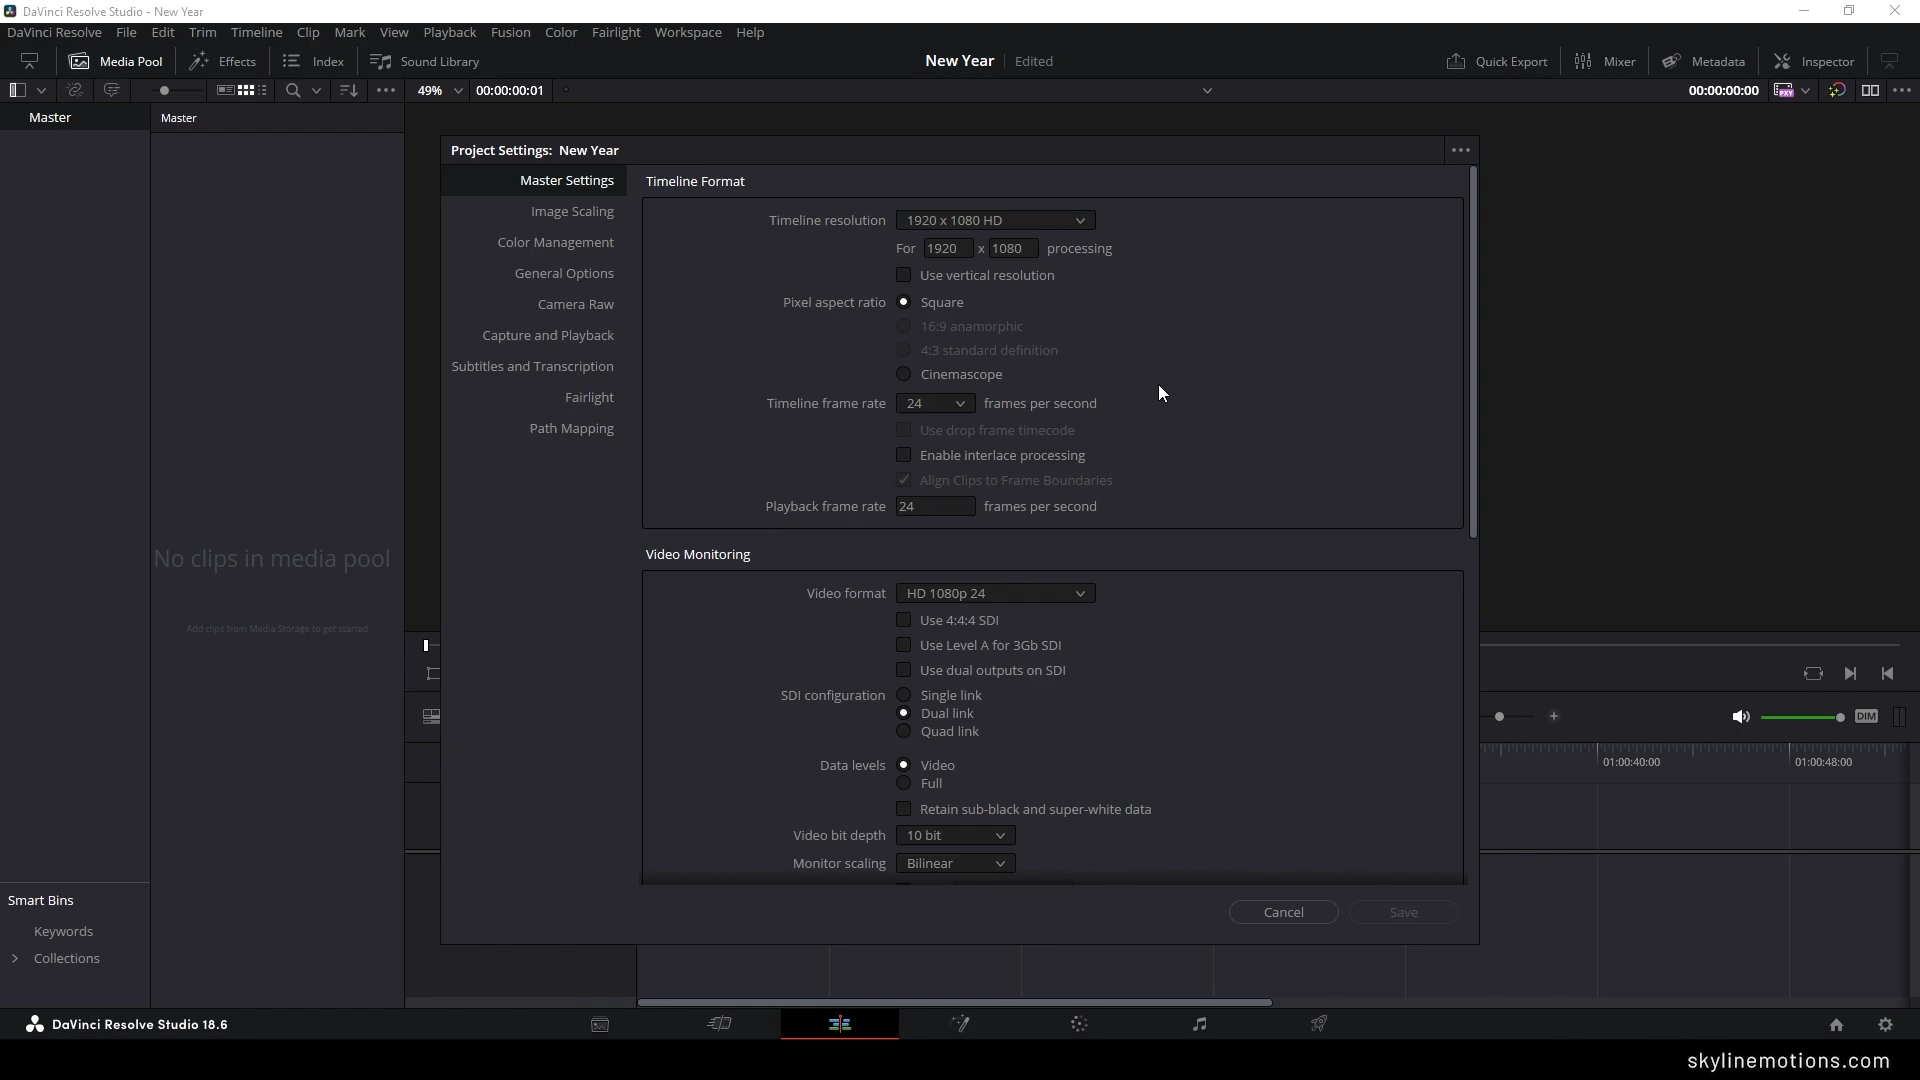 DaVinci Resolve Studio - New Year
DaVinci Resolve File Edit Trim Timeline Clip Mark View Playback Fusion Color Fairlight Workspace Help
Media Pool Effects Index Sound Library New Year Edited Quick Export Mixer Metadata Inspector
49% 00:00:00:01 00:00:00:00 PXY
Master Master
Project Settings: New Year
Master Settings
Image Scaling
Color Management
General Options
Camera Raw
Capture and Playback
Subtitles and Transcription
Fairlight
Path Mapping
Timeline Format
Timeline resolution 1920 x 1080 HD
For 1920 x 1080 processing
Use vertical resolution
Pixel aspect ratio Square
16:9 anamorphic
4:3 standard definition
Cinemascope
Timeline frame rate 24 frames per second
Use drop frame timecode
Enable interlace processing
Align Clips to Frame Boundaries
Playback frame rate 24 frames per second
Video Monitoring
Video format HD 1080p 24
Use 4:4:4 SDI
Use Level A for 3Gb SDI
Use dual outputs on SDI
SDI configuration Single link
Dual link
Quad link
Data levels Video
Full
Retain sub-black and super-white data
Video bit depth 10 bit
Monitor scaling Bilinear
Cancel Save
No clips in media pool
Add clips from Media Storage to get started
DIM
01:00:40:00 01:00:48:00
Smart Bins
Keywords
Collections
DaVinci Resolve Studio 18.6
skylinemotions.com